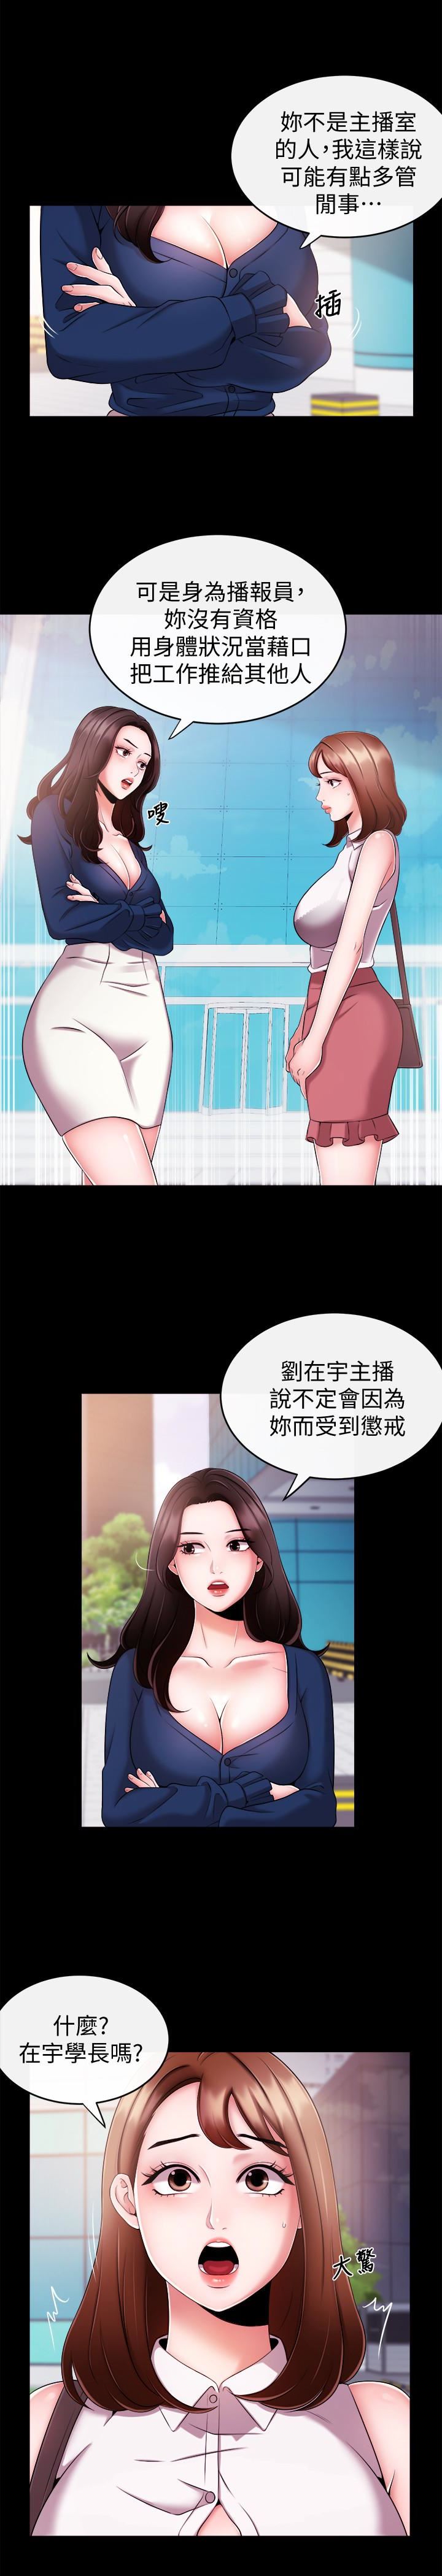 妳不是主播室
的人，我這樣說
可能有點多管
閒事…
插
可是身為播報員，
妳沒有資格
用身體狀況當藉口
把工作推給其他人
嗖
劉在宇主播
說不定會因為
妳而受到懲戒
什麼？
在宇學長嗎？
大驚